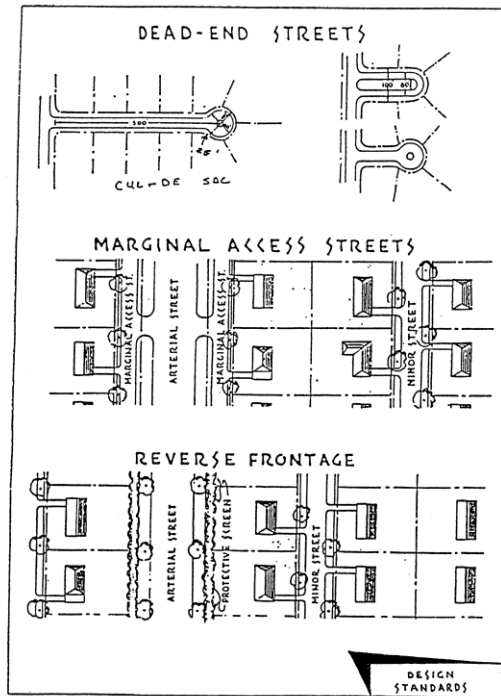 DEAD-END STREETS
500
100 80
CUL-DE SAC
MARGINAL ACCESS STREETS
MARGINAL ACCESS ST.
ARTERIAL STREET
MARGINAL ACCESS ST.
MINOR STREET
REVERSE FRONTAGE
ARTERIAL STREET
PROTECTIVE SCREEN
MINOR STREET
DESIGN
STANDARDS